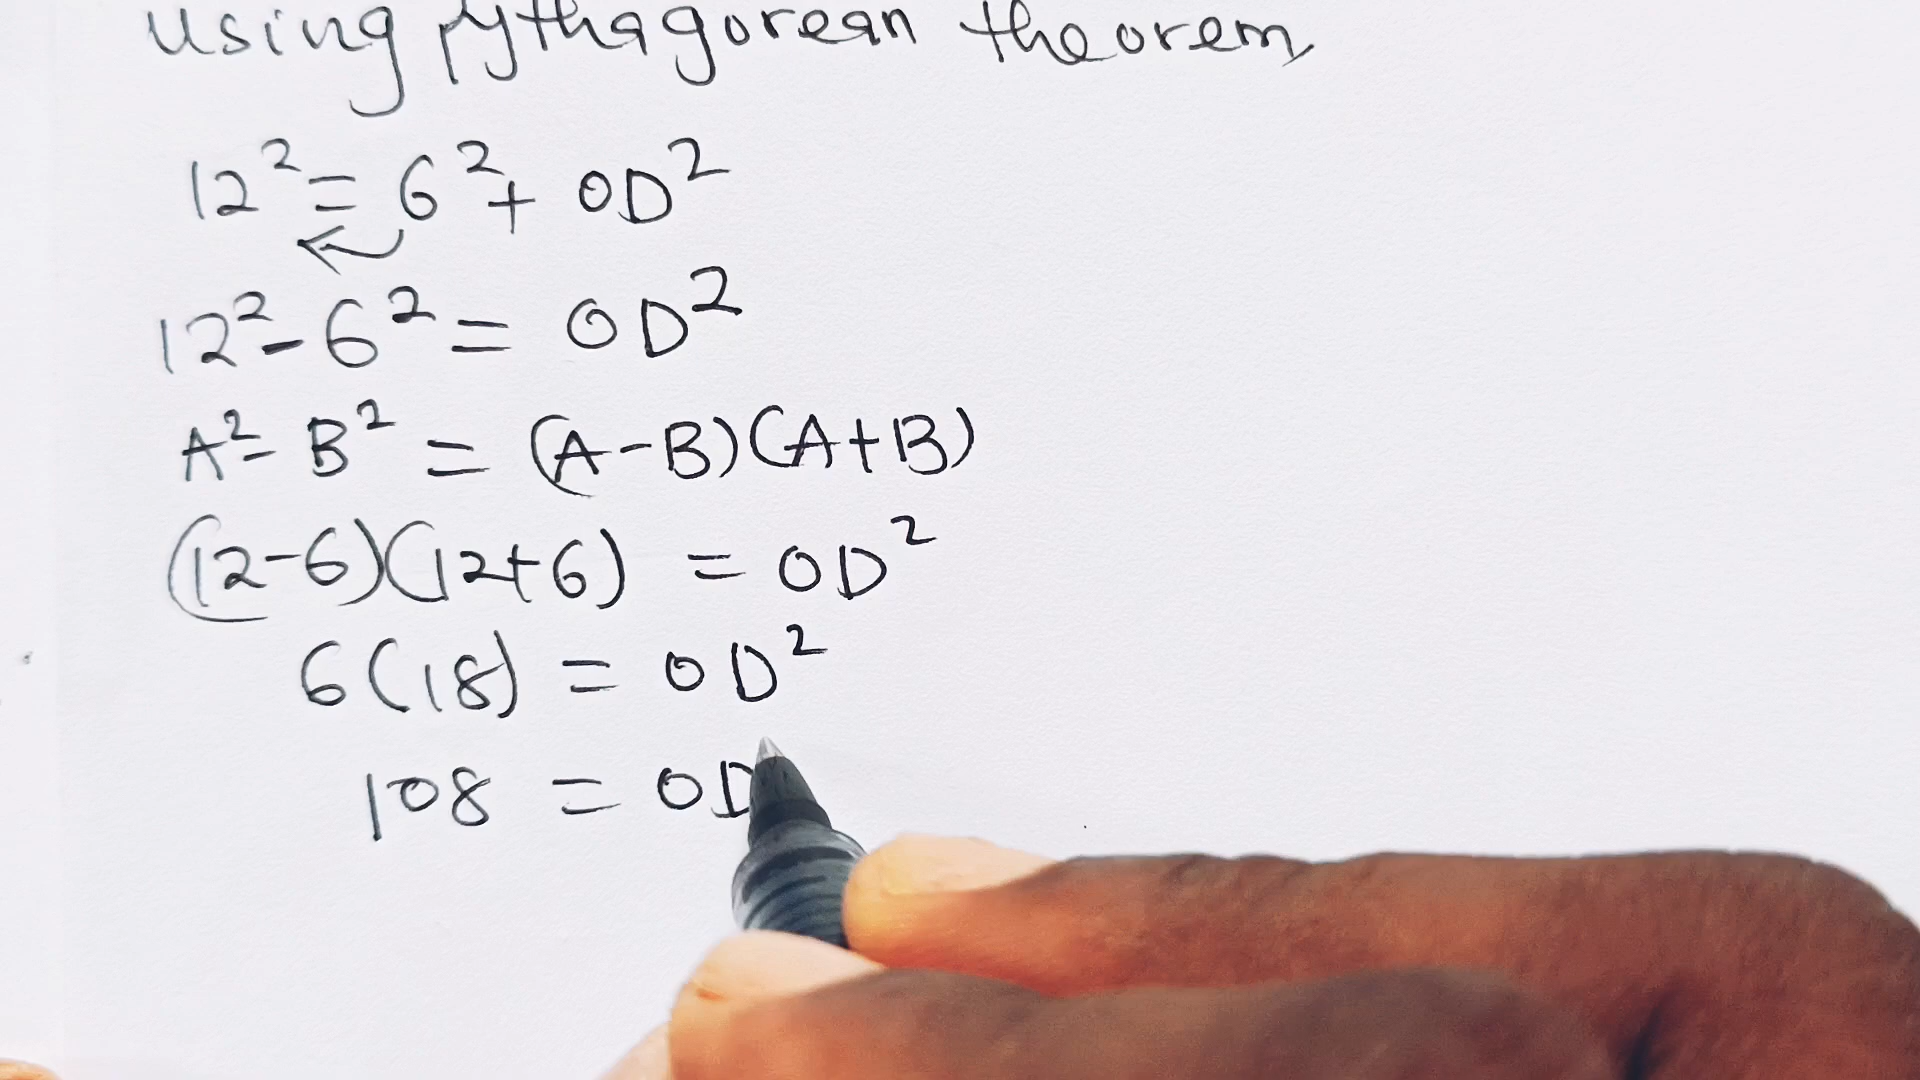 using pythagorean theorem
12² = 6² + OD²
12² - 6² = OD²
A² - B² = (A-B)(A+B)
(12-6)(12+6) = OD²
6(18) = OD²
108 = OD